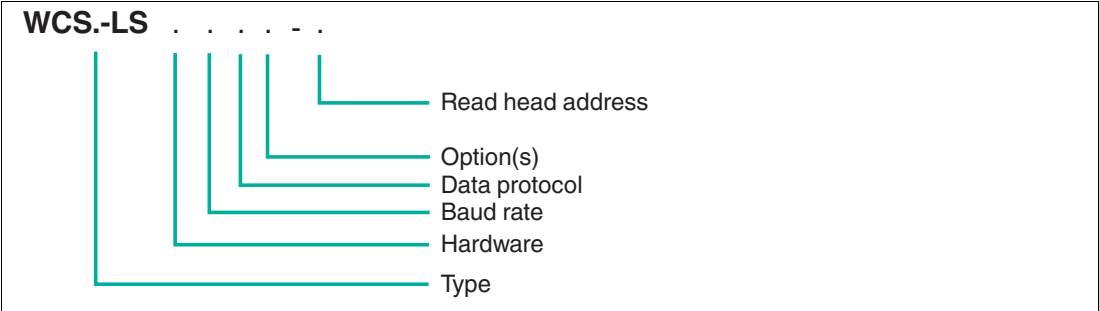 WCS.-LS . . . . - .
Read head address
Option(s)
Data protocol
Baud rate
Hardware
Type